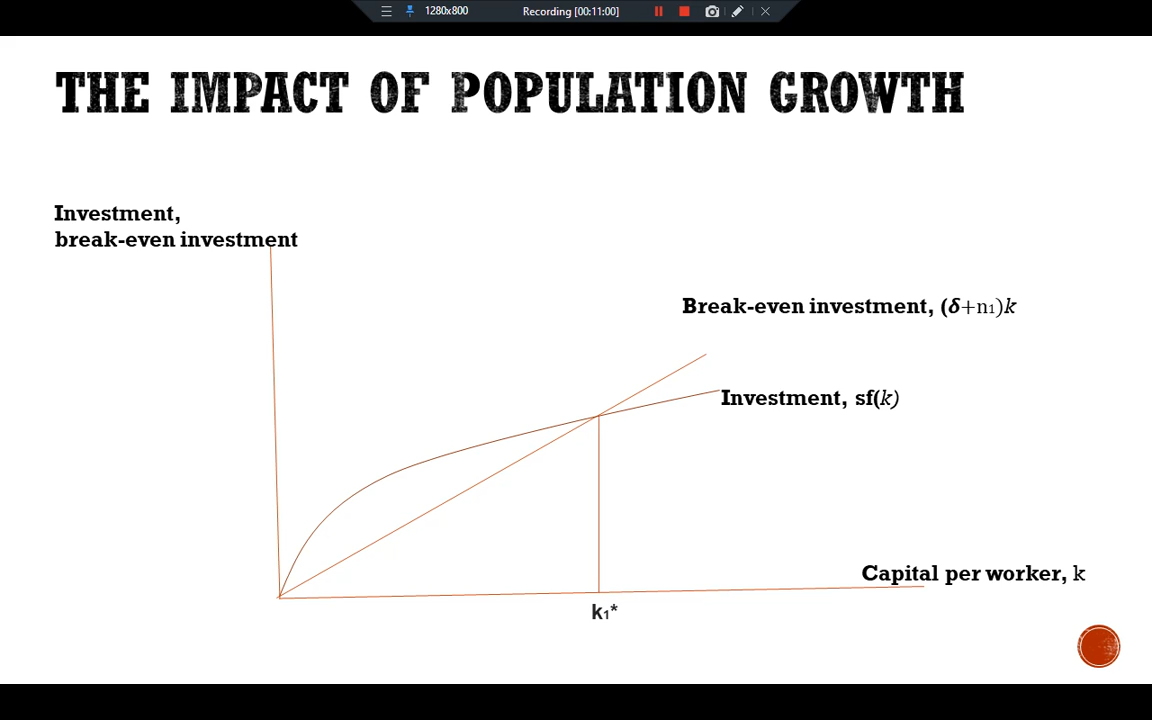 1280x800
Recording [00:11:00]
THE IMPACT OF POPULATION GROWTH
Investment,
break-even investment
Break-even investment, (δ+n₁)k
Investment, sf(k)
Capital per worker, k
k₁*